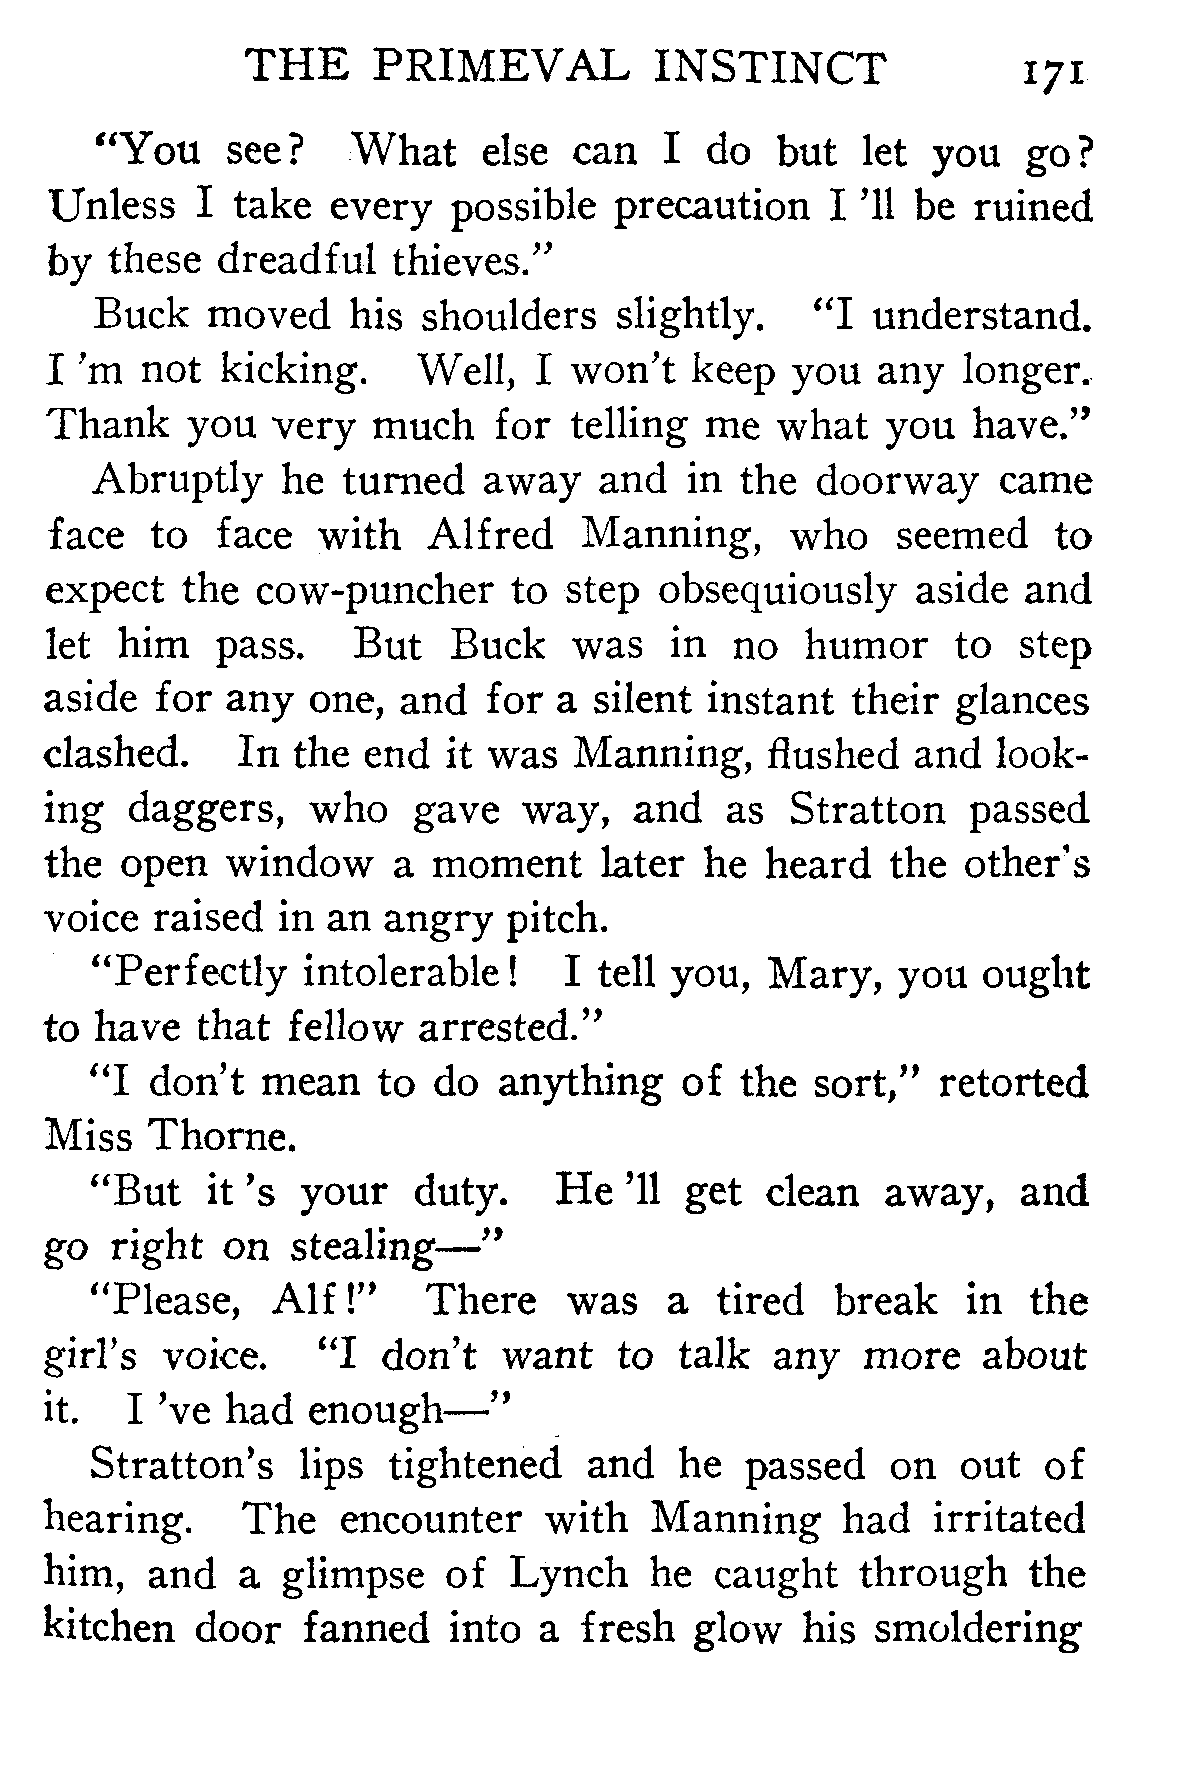 THE PRIMEVAL INSTINCT 171
“You see? What else can I do but let you go?
Unless I take every possible precaution I ’ll be ruined
by these dreadful thieves.”
Buck moved his shoulders slightly. “I understand.
I ’m not kicking. Well, I won’t keep you any longer.
Thank you very much for telling me what you have.”
Abruptly he turned away and in the doorway came
face to face with Alfred Manning, who seemed to
expect the cow-puncher to step obsequiously aside and
let him pass. But Buck was in no humor to step
aside for any one, and for a silent instant their glances
clashed. In the end it was Manning, flushed and look-
ing daggers, who gave way, and as Stratton passed
the open window a moment later he heard the other’s
voice raised in an angry pitch.
“Perfectly intolerable! I tell you, Mary, you ought
to have that fellow arrested.”
“I don’t mean to do anything of the sort,” retorted
Miss Thorne.
“But it ’s your duty. He ’ll get clean away, and
go right on stealing—”
“Please, Alf!” There was a tired break in the
girl’s voice. “I don’t want to talk any more about
it. I ’ve had enough—”
Stratton’s lips tightened and he passed on out of
hearing. The encounter with Manning had irritated
him, and a glimpse of Lynch he caught through the
kitchen door fanned into a fresh glow his smoldering